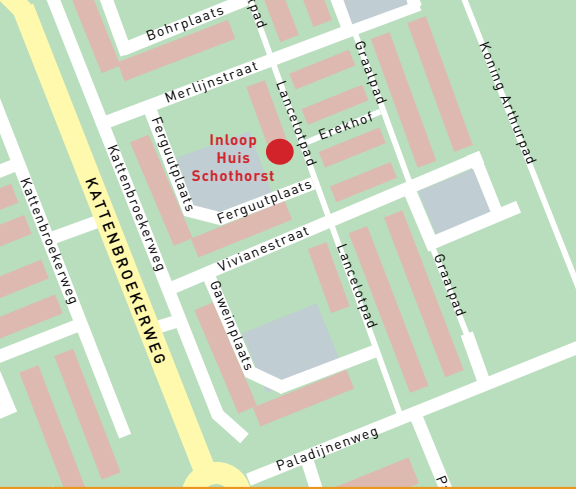 Bohrplaats
pad
Merlijnstraat
Graalpad
Koning Arthurpad
Lancelotpad
Erekhof
Ferguutplaats
Inloop
Huis
Schothorst
Kattenbroekerweg
Kattenbroekerweg
KATTENBROEKERWEG
Ferguutplaats
Vivianestraat
Gaweinplaats
Lancelotpad
Graalpad
Paladijnenweg